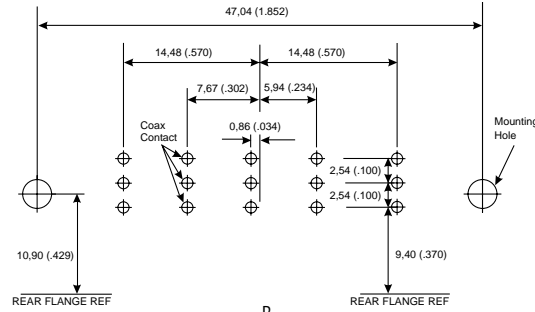 47,04 (1.852)
14,48 (.570)
14,48 (.570)
7,67 (.302)
5,94 (.234)
Coax
Contact
0,86 (.034)
Mounting
Hole
2,54 (.100)
2,54 (.100)
10,90 (.429)
9,40 (.370)
REAR FLANGE REF
REAR FLANGE REF